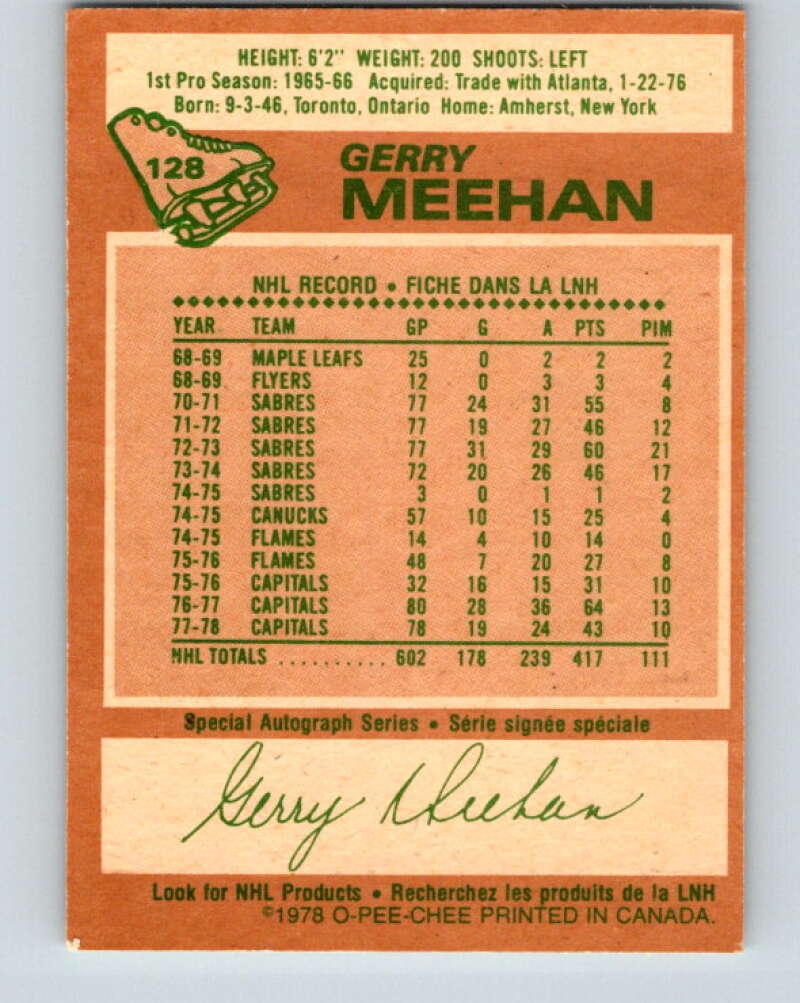 HEIGHT: 6'2" WEIGHT: 200 SHOOTS: LEFT
1st Pro Season: 1965-66 Acquired: Trade with Atlanta, 1-22-76
Born: 9-3-46, Toronto, Ontario Home: Amherst, New York
128
GERRY
MEEHAN
NHL RECORD • FICHE DANS LA LNH
YEAR TEAM GP G A PTS PIM
68-69 MAPLE LEAFS 25 0 2 2 2
68-69 FLYERS 12 0 3 3 4
70-71 SABRES 77 24 31 55 8
71-72 SABRES 77 19 27 46 12
72-73 SABRES 77 31 29 60 21
73-74 SABRES 72 20 26 46 17
74-75 SABRES 3 0 1 1 2
74-75 CANUCKS 57 10 15 25 4
74-75 FLAMES 14 4 10 14 0
75-76 FLAMES 48 7 20 27 8
75-76 CAPITALS 32 16 15 31 10
76-77 CAPITALS 80 28 36 64 13
77-78 CAPITALS 78 19 24 43 10
NHL TOTALS .......... 602 178 239 417 111
Special Autograph Series • Série signée spéciale
Gerry Meehan
Look for NHL Products • Recherchez les produits de la LNH
©1978 O-PEE-CHEE PRINTED IN CANADA.